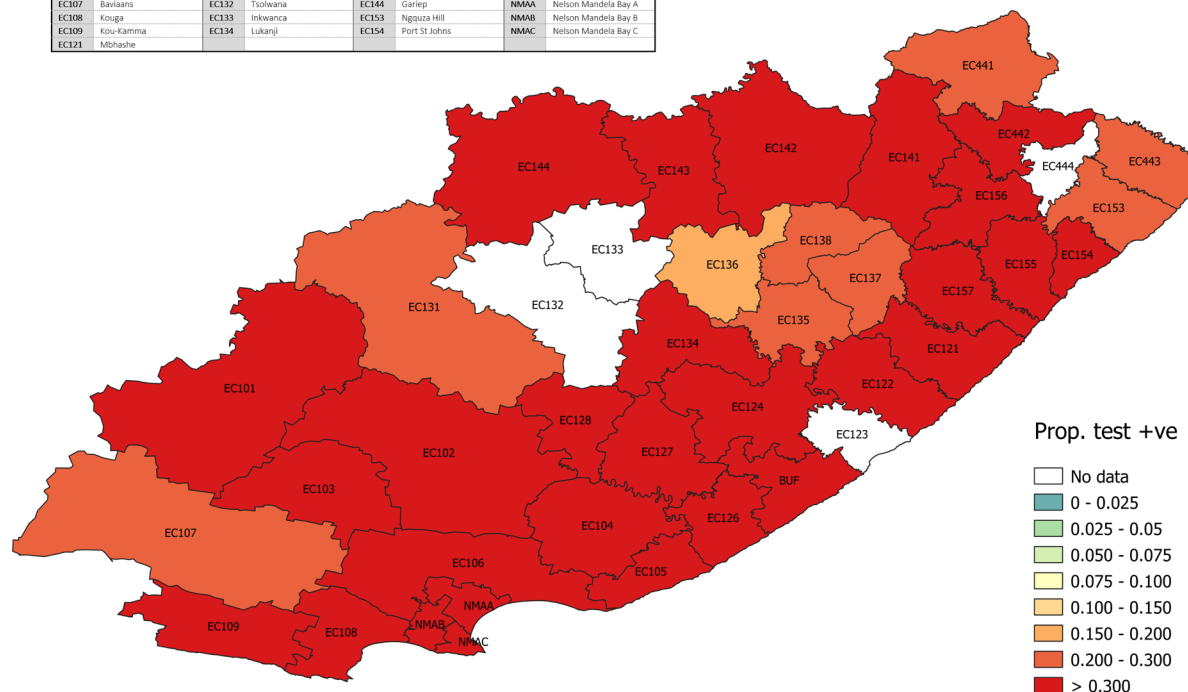 EC107 Baviaans EC132 Tsolwana EC144 Gariep NMAA Nelson Mandela Bay A
EC108 Kouga EC133 Inkwanca EC153 Ngquza Hill NMAB Nelson Mandela Bay B
EC109 Kou-Kamma EC134 Lukanji EC154 Port St Johns NMAC Nelson Mandela Bay C
EC121 Mbhashe
EC441
EC442
EC142
EC141
EC443
EC444
EC144
EC143
EC156
EC153
EC138
EC133
EC154
EC136
EC155
EC137
EC157
EC132
EC131
EC135
EC134
EC121
EC122
EC101
EC124
EC128
EC123
Prop. test +ve
EC102
EC127
No data
BUF
EC103
0 - 0.025
EC126
EC104
0.025 - 0.05
EC107
0.050 - 0.075
EC106
EC105
0.075 - 0.100
NMAA
0.100 - 0.150
EC109
NMAB
EC108
0.150 - 0.200
NMAC
0.200 - 0.300
> 0.300